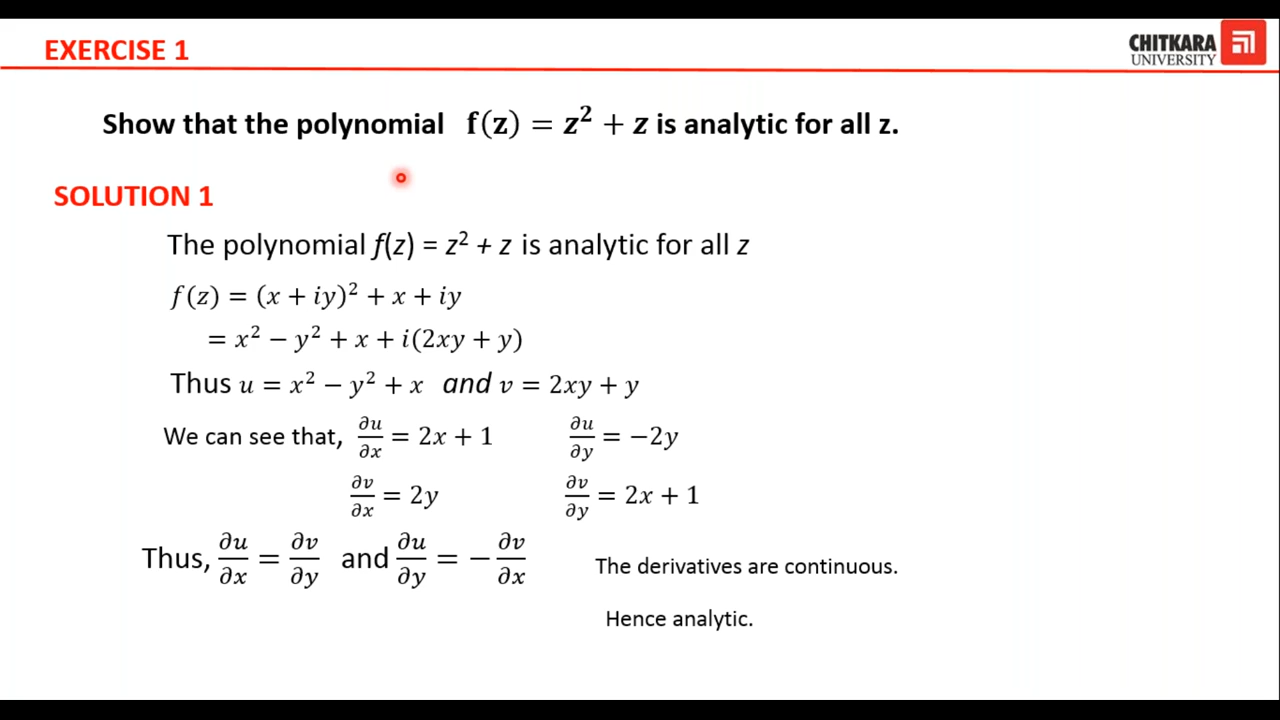 EXERCISE 1
CHITKARA
UNIVERSITY
Show that the polynomial f(z) = z² + z is analytic for all z.
SOLUTION 1
The polynomial f(z) = z² + z is analytic for all z
f(z) = (x + iy)² + x + iy
= x² − y² + x + i(2xy + y)
Thus u = x² − y² + x and v = 2xy + y
We can see that, ∂u/∂x = 2x + 1 ∂u/∂y = −2y
∂v/∂x = 2y ∂v/∂y = 2x + 1
Thus, ∂u/∂x = ∂v/∂y and ∂u/∂y = − ∂v/∂x
The derivatives are continuous.
Hence analytic.